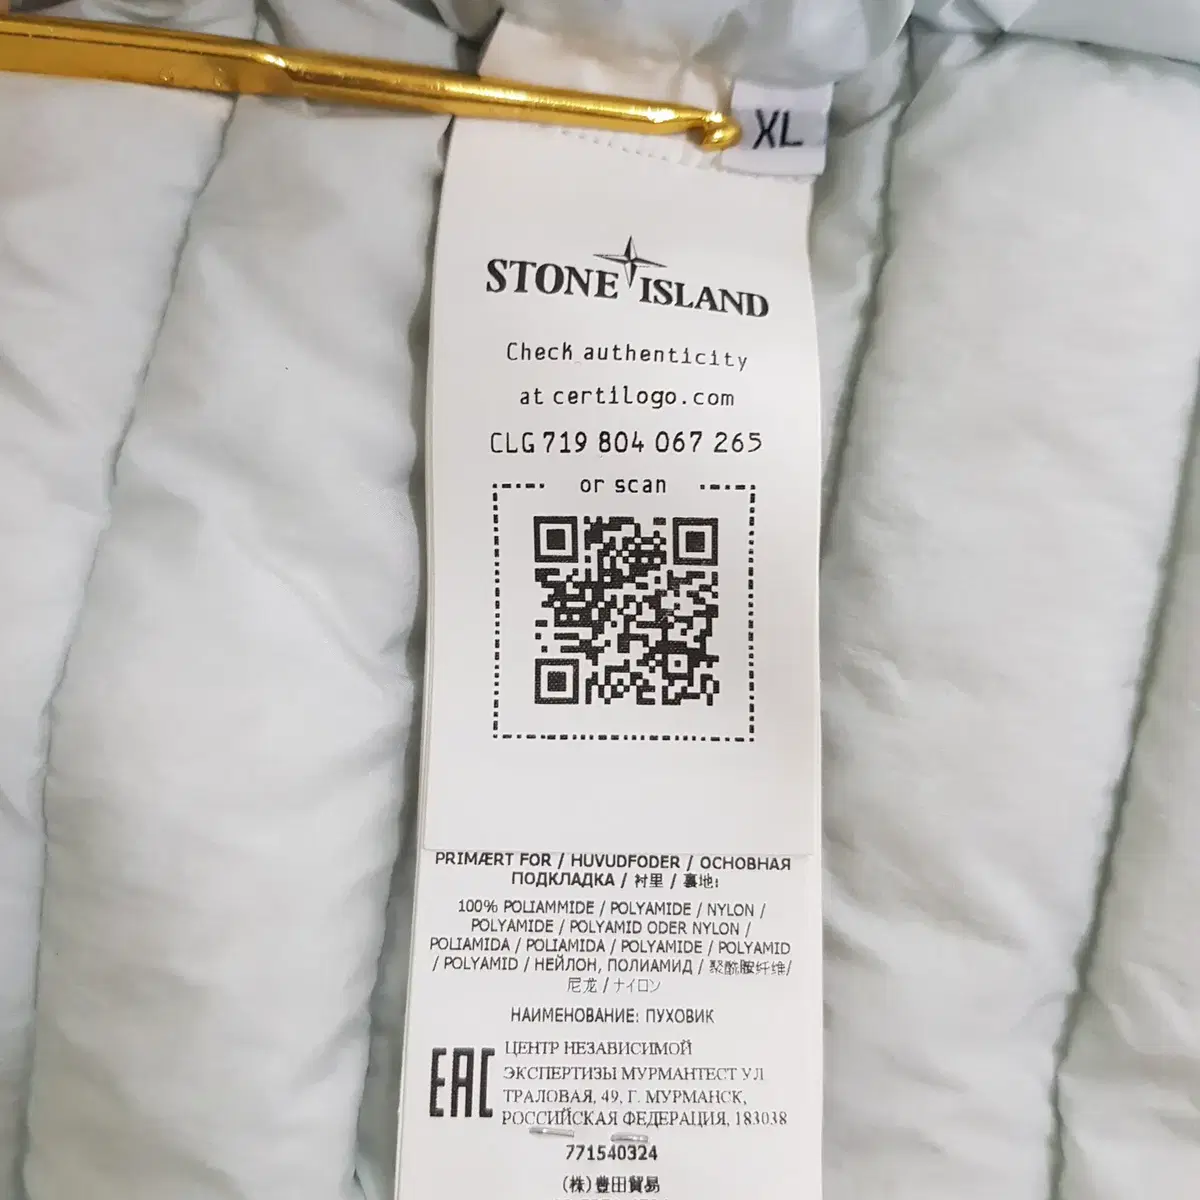 XL
STONE ISLAND
Check authenticity
at certilogo.com
CLG 719 804 067 265
or scan
PRIMÆRT FOR / HUVUDFODER / ОСНОВНАЯ
ПОДКЛАДКА / 衬里 / 裏地:
100% POLIAMMIDE / POLYAMIDE / NYLON /
POLYAMIDE / POLYAMID ODER NYLON /
POLIAMIDA / POLIAMIDA / POLYAMIDE / POLYAMID
/ POLYAMID / НЕЙЛОН, ПОЛИАМИД / 聚酰胺纤维/
尼龙 / ナイロン
НАИМЕНОВАНИЕ: ПУХОВИК
EAC
ЦЕНТР НЕЗАВИСИМОЙ
ЭКСПЕРТИЗЫ МУРМАНТЕСТ УЛ
ТРАЛОВАЯ, 49, Г. МУРМАНСК,
РОССИЙСКАЯ ФЕДЕРАЦИЯ, 183038
771540324
(株)豊田貿易